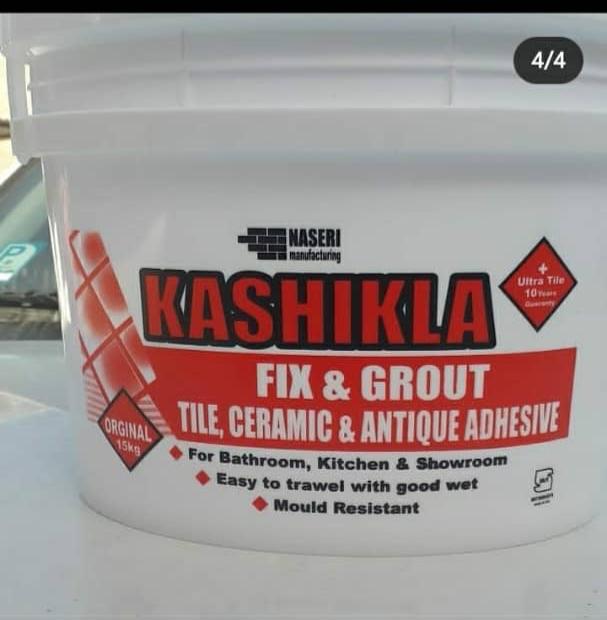 4/4
NASERI
manufacturing
KASHIKLA
+
Ultra Tile
10 Years
Guaranty
FIX & GROUT
TILE, CERAMIC & ANTIQUE ADHESIVE
ORGINAL
15kg
For Bathroom, Kitchen & Showroom
Easy to trawel with good wet
Mould Resistant
P